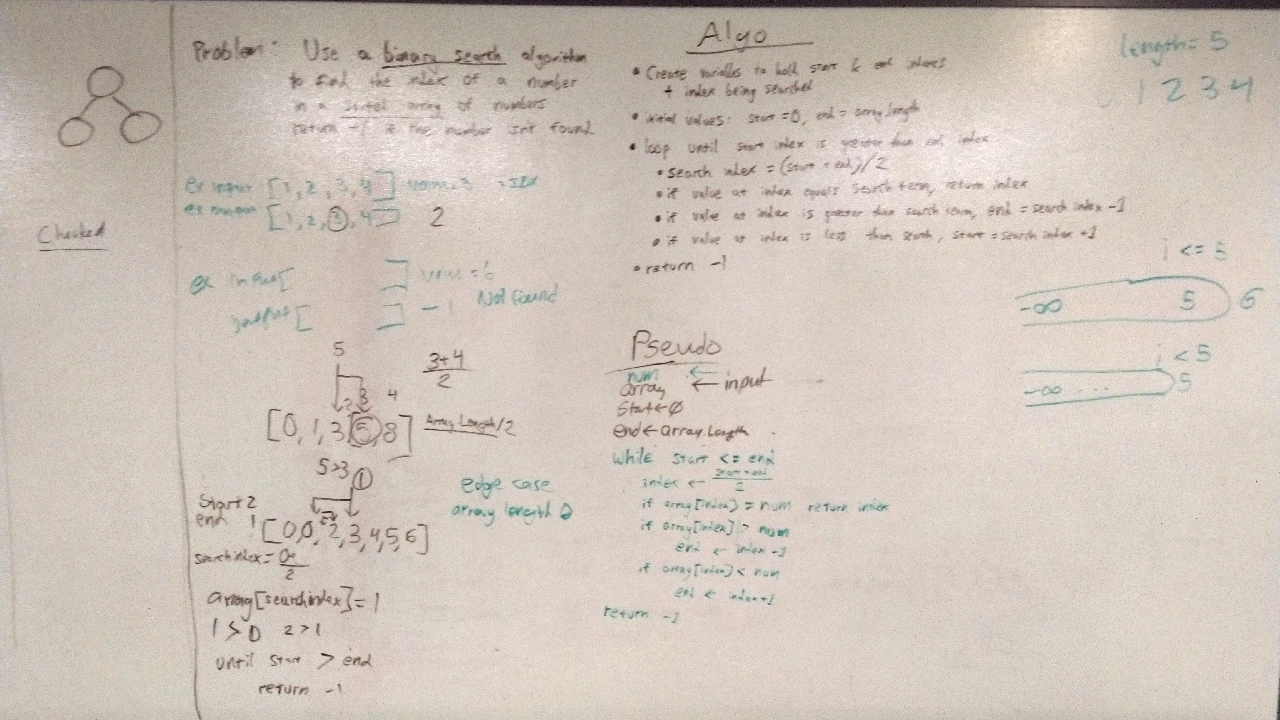 Problem: Use a binary search algorithm
to find the index of a number
in a sorted array of numbers
return -1 if the number isn't found.
ex input [1, 2, 3, 4]
[1, 2, 3, 4] 2
ex input [ ] value = 6
output [ ] -1 Not found
Checked
5
3+4
2
3 4
[0, 1, 3, 5, 8] Array.Length/2
5>3 1
Start 2
end 1 [0,0, 2, 3, 4, 5, 6]
searchindex =
2
array[searchindex] = 1
1 > 0 2 > 1
until start > end
return -1
edge case
array length 0
Algo
• Create variables to hold start & end indexes
+ index being searched
• initial values: start = 0, end = array length
• loop until start index is greater than end index
• search index = (start + end)/2
• if value at index equals search term, return index
• if value at index is greater than search term, end = search index -1
• if value at index is less than search, start = search index +1
• return -1
Pseudo
num ←
array ← input
Start ← 0
end ← array.length
while start <= end
index ← start + end
2
if array[index] = num return index
if array[index] > num
end ← index -1
if array[index] < num
end ← index +1
return -1
length = 5
0 1 2 3 4
i <= 5
-∞ 5 6
i < 5
-∞ ... 5